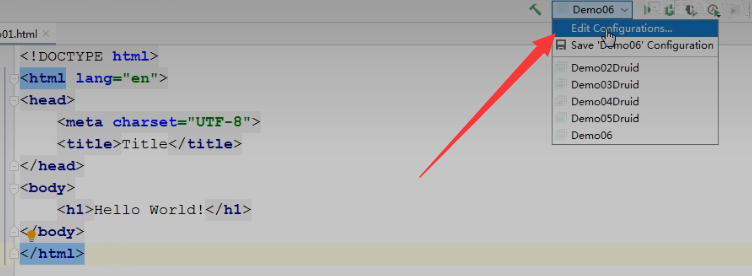 Demo06
Edit Configurations...
Save 'Demo06' Configuration
Demo02Druid
Demo03Druid
Demo04Druid
Demo05Druid
Demo06
o01.html
<!DOCTYPE html>
<html lang="en">
<head>
<meta charset="UTF-8">
<title>Title</title>
</head>
<body>
<h1>Hello World!</h1>
</body>
</html>